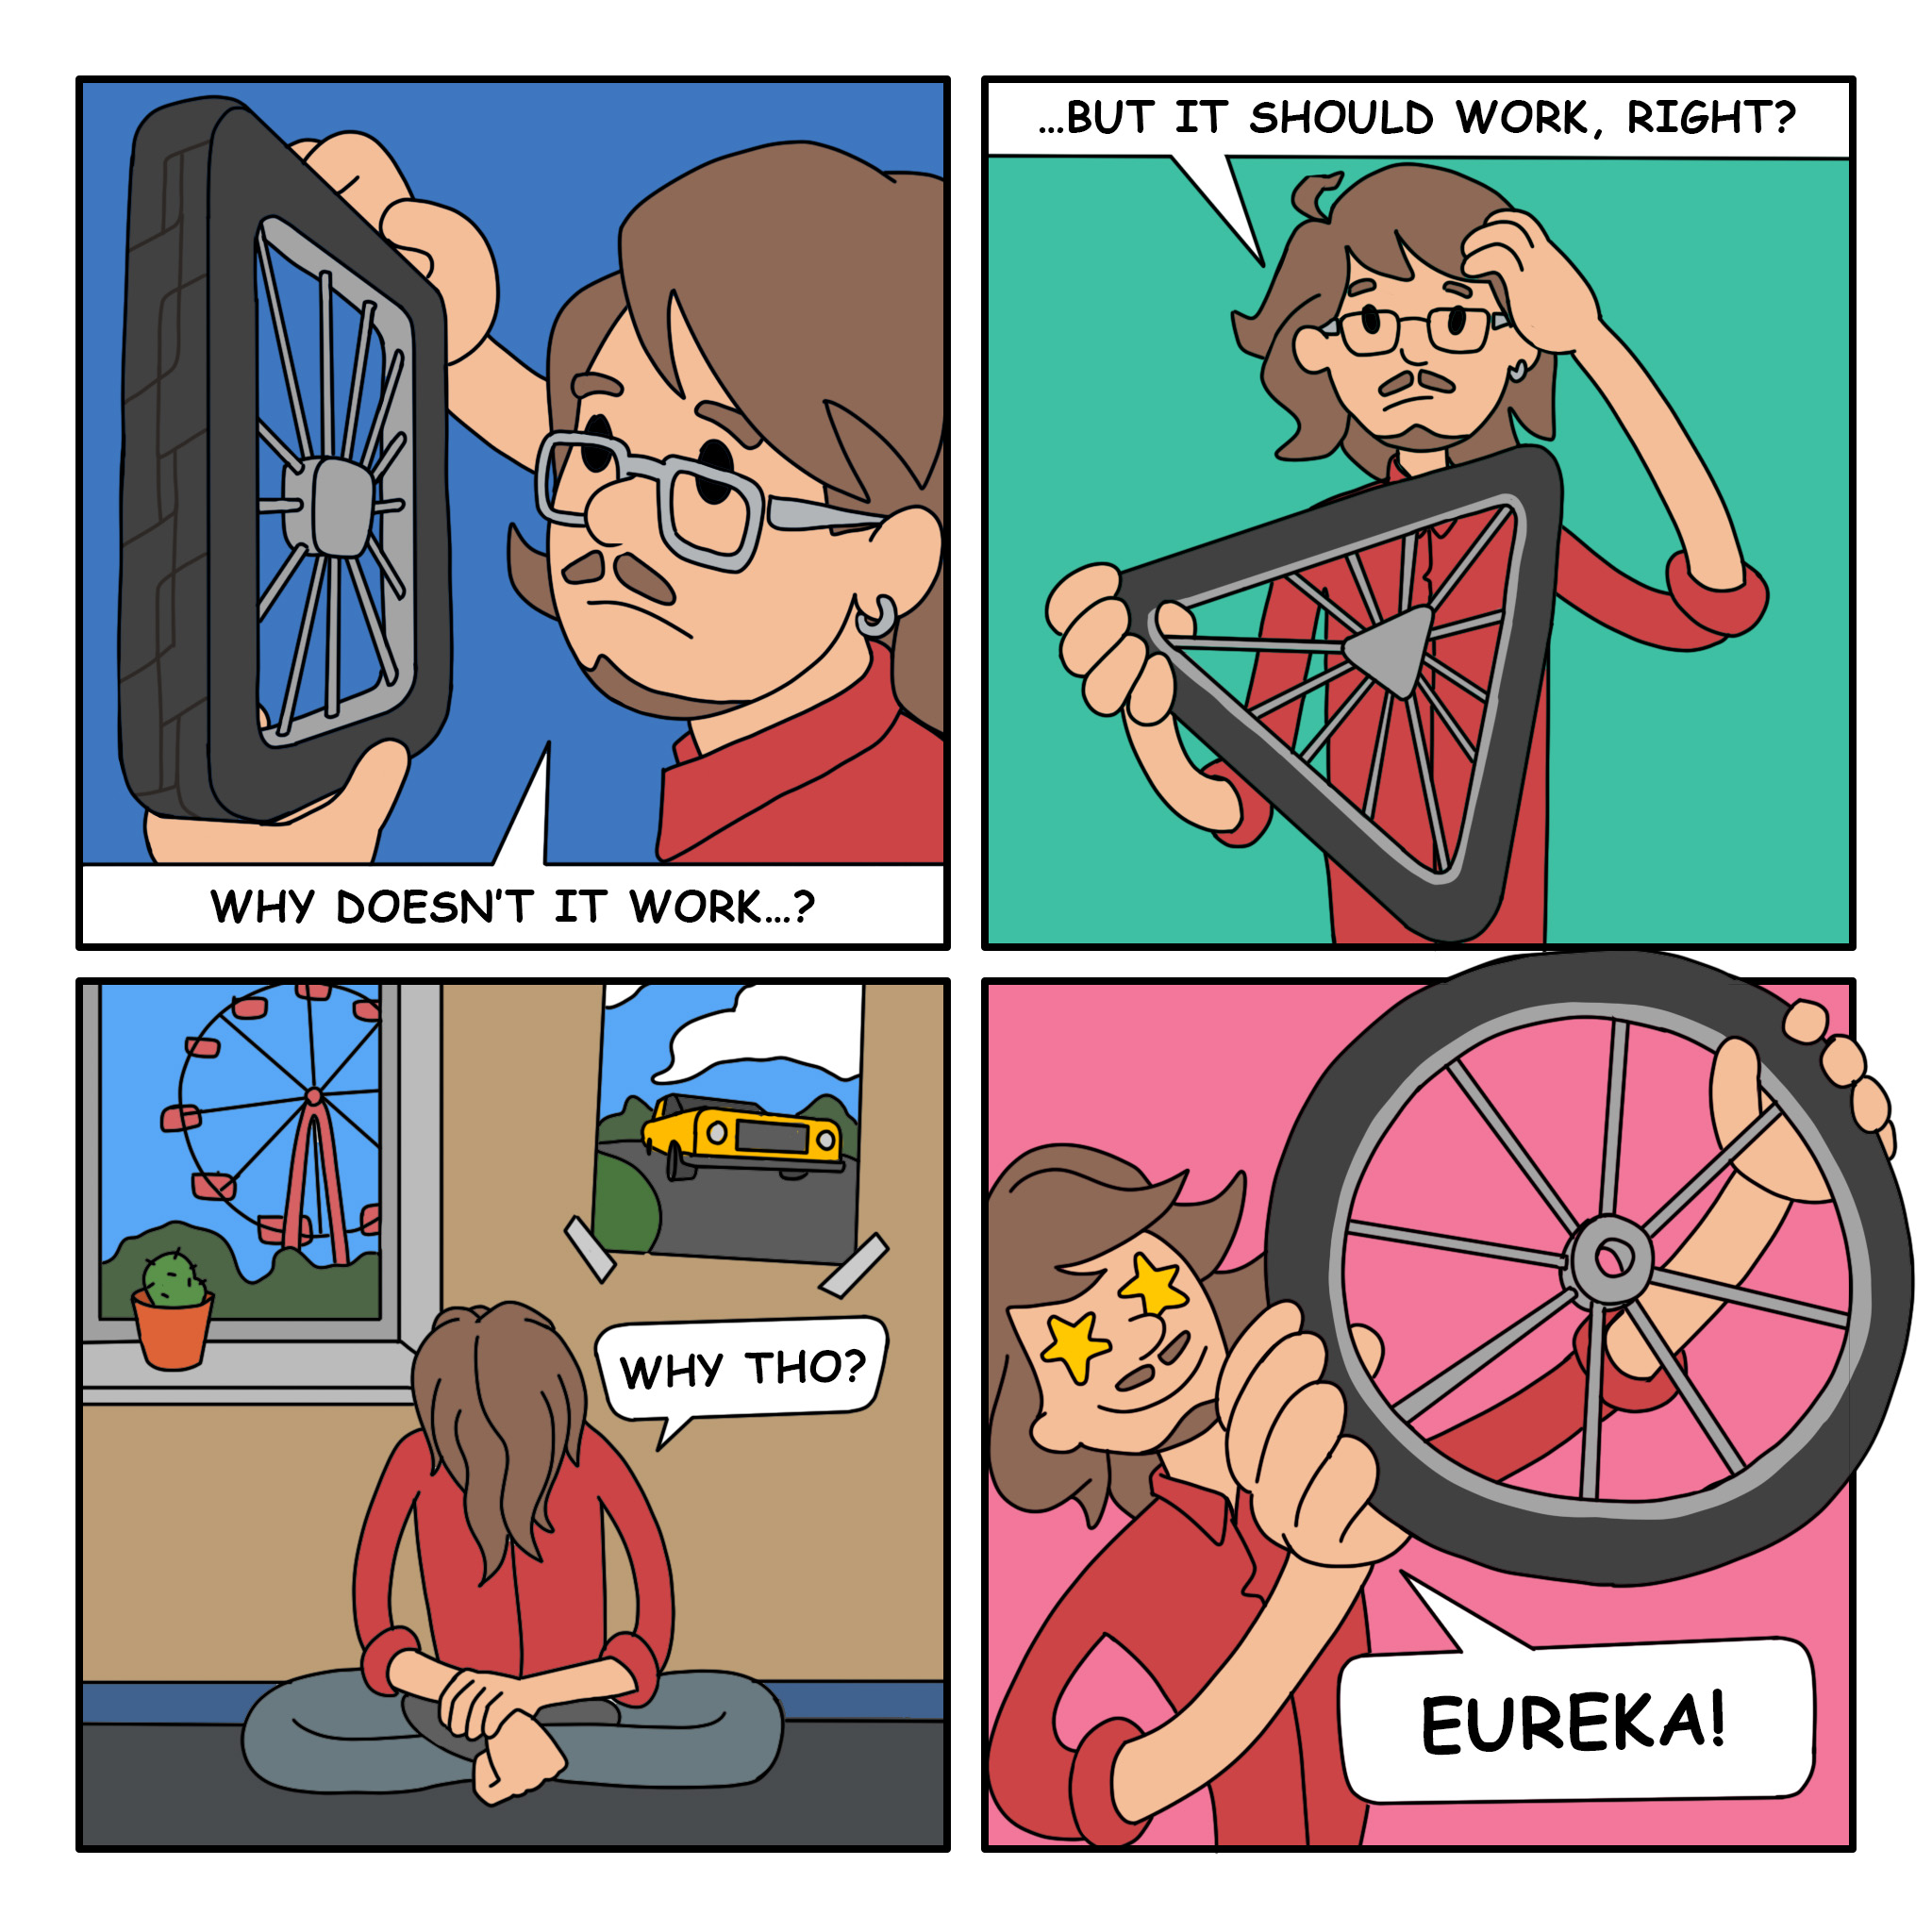 WHY DOESN'T IT WORK...?
...BUT IT SHOULD WORK, RIGHT?
WHY THO?
EUREKA!